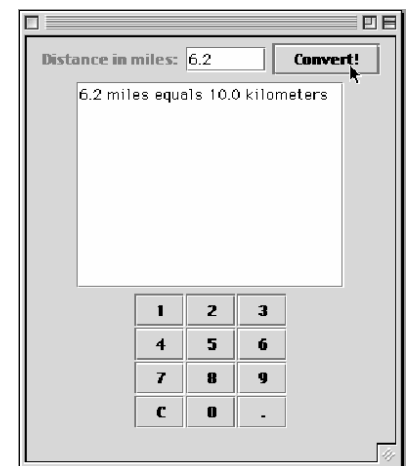 Distance in miles: 6.2 Convert!
6.2 miles equals 10.0 kilometers
1 2 3
4 5 6
7 8 9
C 0 .